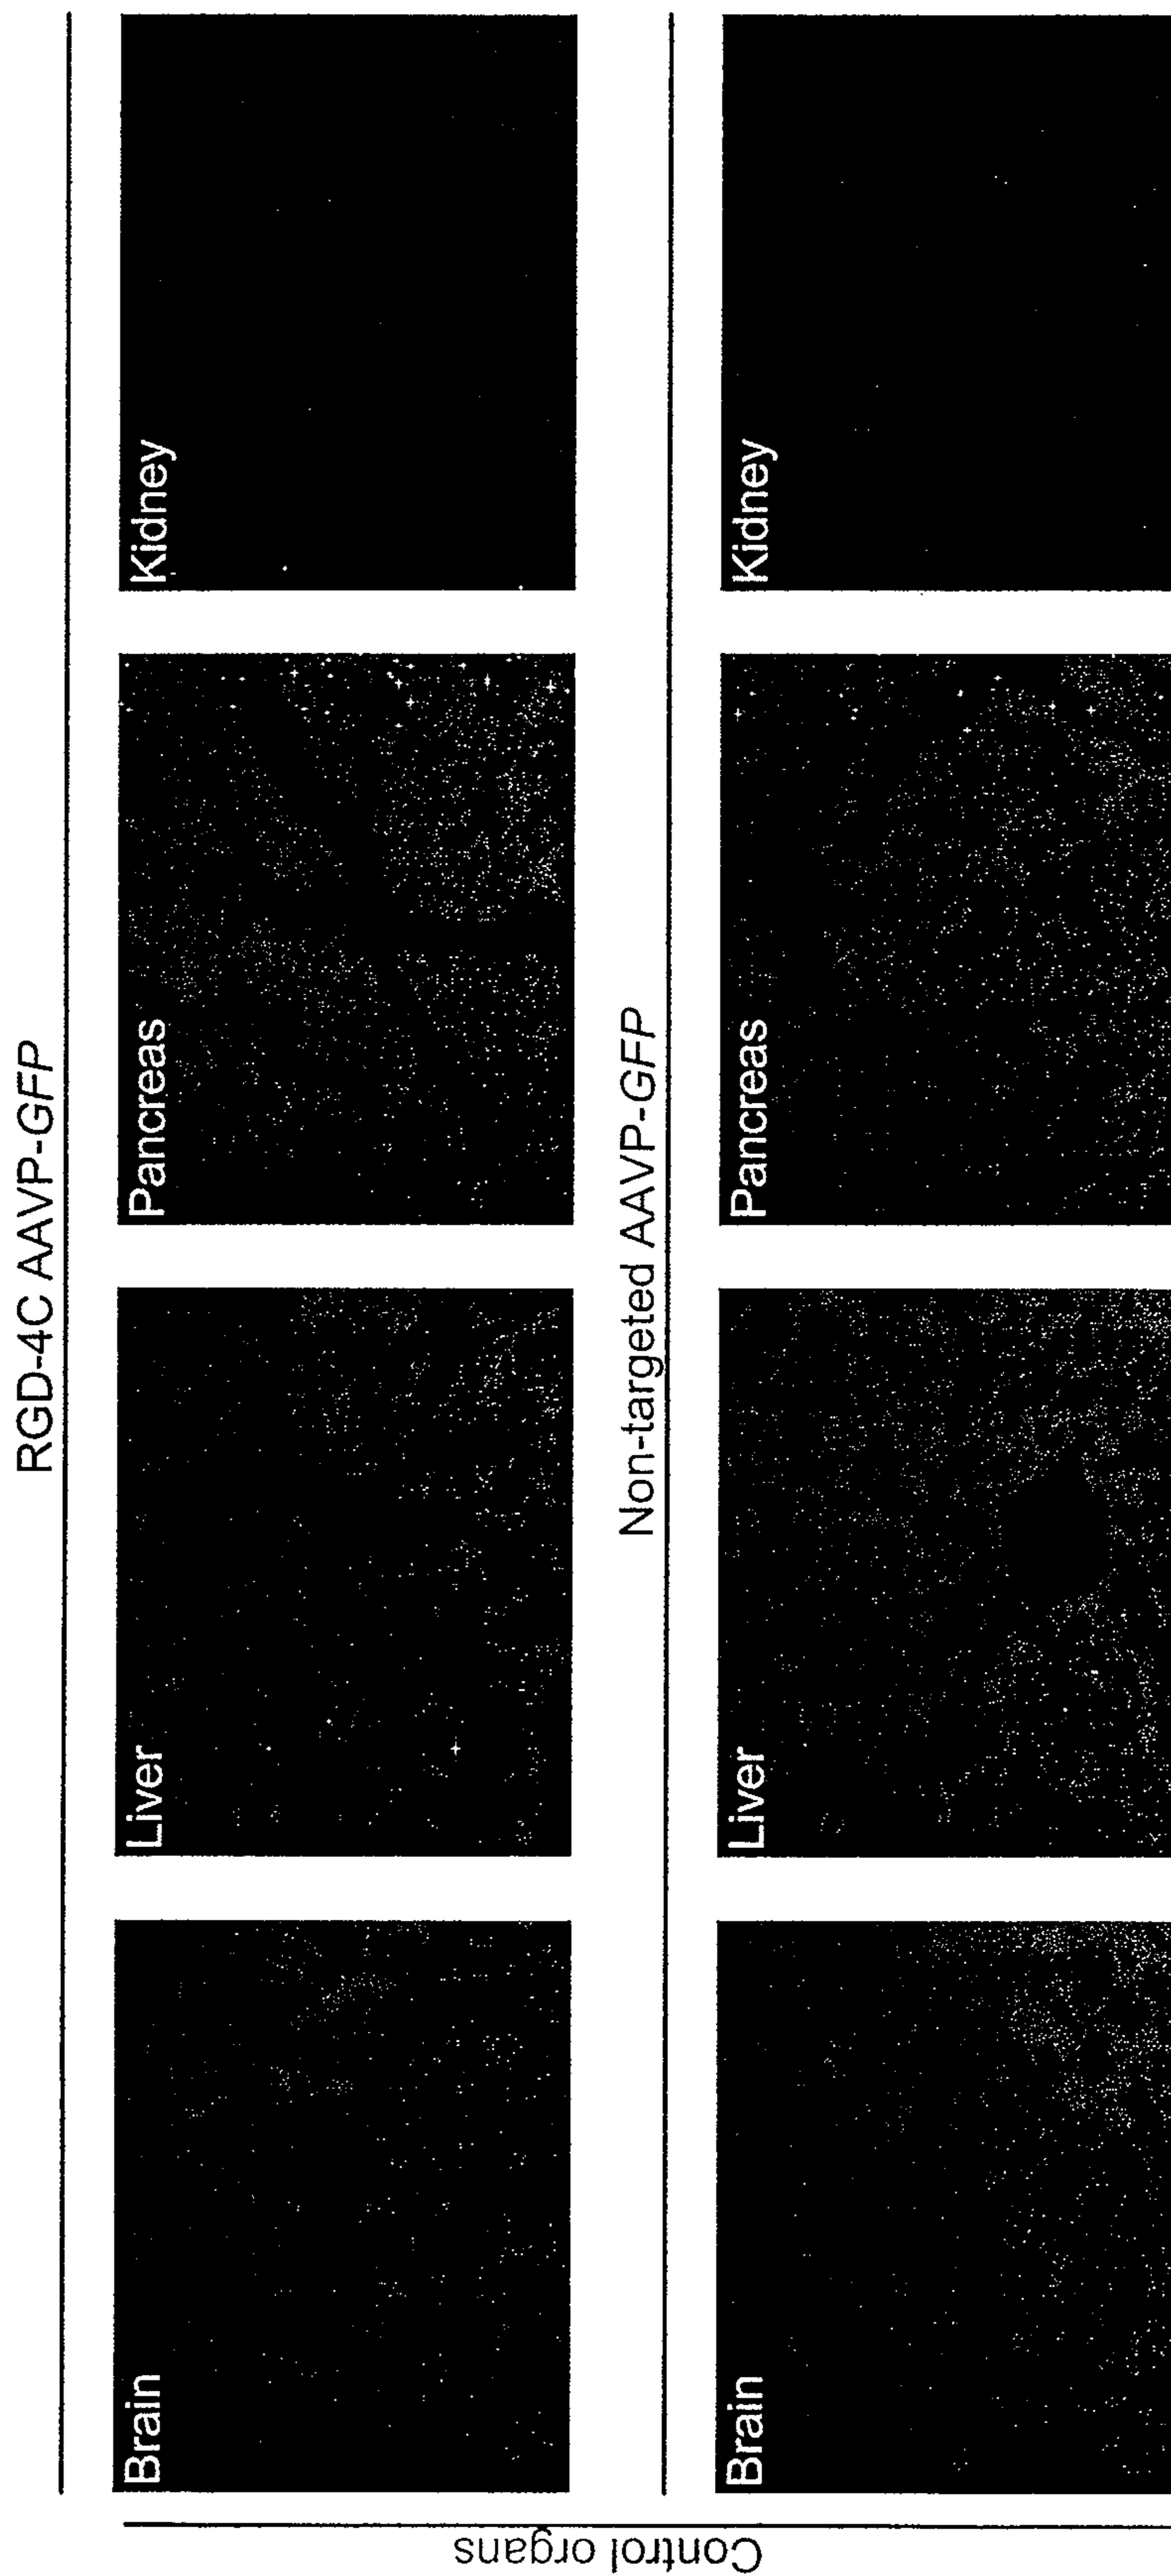 Control organs
RGD-4C AAVP-GFP
Brain
Liver
Pancreas
Kidney
Non-targeted AAVP-GFP
Brain
Liver
Pancreas
Kidney